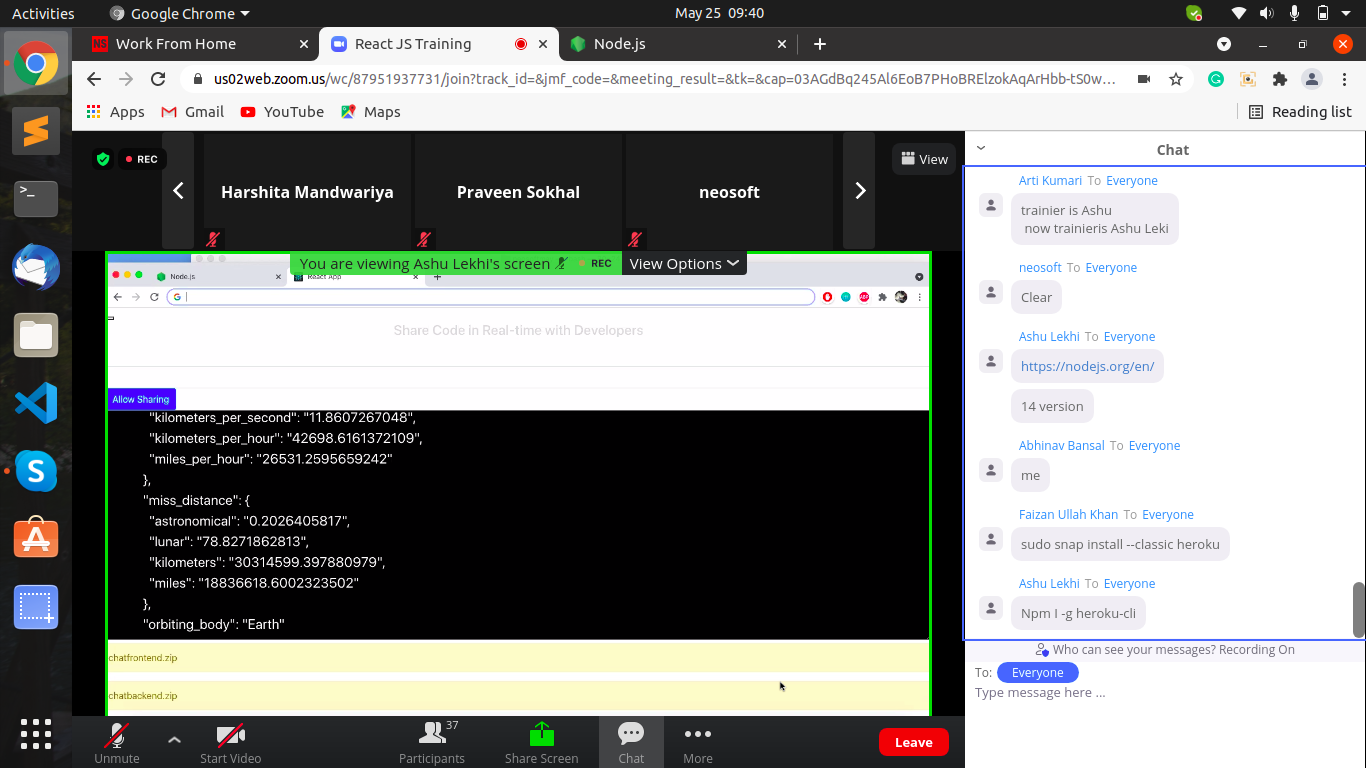 Activities
Google Chrome
May 25 09:40
Work From Home
React JS Training
Node.js
us02web.zoom.us/wc/87951937731/join?track_id=&jmf_code=&meeting_result=&tk=&cap=03AGdBq245Al6EoB7PHoBRElzokAqArHbb-tS0w…
Apps
Gmail
YouTube
Maps
Reading list
REC
Harshita Mandwariya
Praveen Sokhal
neosoft
View
You are viewing Ashu Lekhi's screen
REC
View Options
Node.js
React App
Share Code in Real-time with Developers
Allow Sharing
"kilometers_per_second": "11.8607267048",
"kilometers_per_hour": "42698.6161372109",
"miles_per_hour": "26531.2595659242"
},
"miss_distance": {
"astronomical": "0.2026405817",
"lunar": "78.8271862813",
"kilometers": "30314599.397880979",
"miles": "18836618.6002323502"
},
"orbiting_body": "Earth"
chatfrontend.zip
chatbackend.zip
Unmute
Start Video
37
Participants
Share Screen
Chat
More
Leave
Chat
Arti Kumari To Everyone
trainier is Ashu
now trainieris Ashu Leki
neosoft To Everyone
Clear
Ashu Lekhi To Everyone
https://nodejs.org/en/
14 version
Abhinav Bansal To Everyone
me
Faizan Ullah Khan To Everyone
sudo snap install --classic heroku
Ashu Lekhi To Everyone
Npm I -g heroku-cli
Who can see your messages? Recording On
To: Everyone
Type message here ...